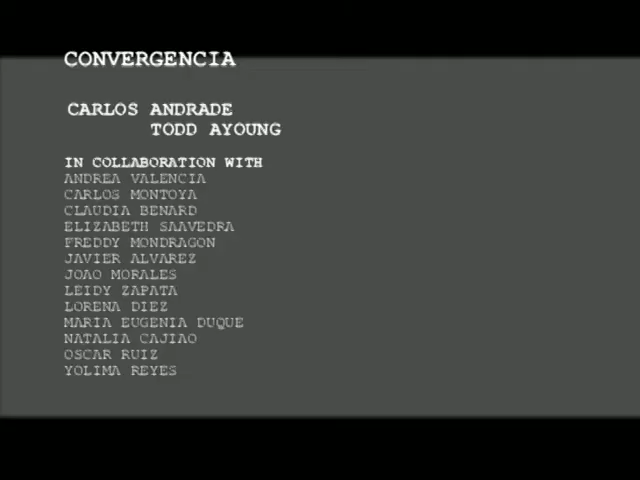 CONVERGENCIA
CARLOS ANDRADE
TODD AYOUNG
IN COLLABORATION WITH
ANDREA VALENCIA
CARLOS MONTOYA
CLAUDIA BENARD
ELIZABETH SAAVEDRA
FREDDY MONDRAGON
JAVIER ALVAREZ
JOAO MORALES
LEIDY ZAPATA
LORENA DIEZ
MARIA EUGENIA DUQUE
NATALIA CAJIAO
OSCAR RUIZ
YOLIMA REYES